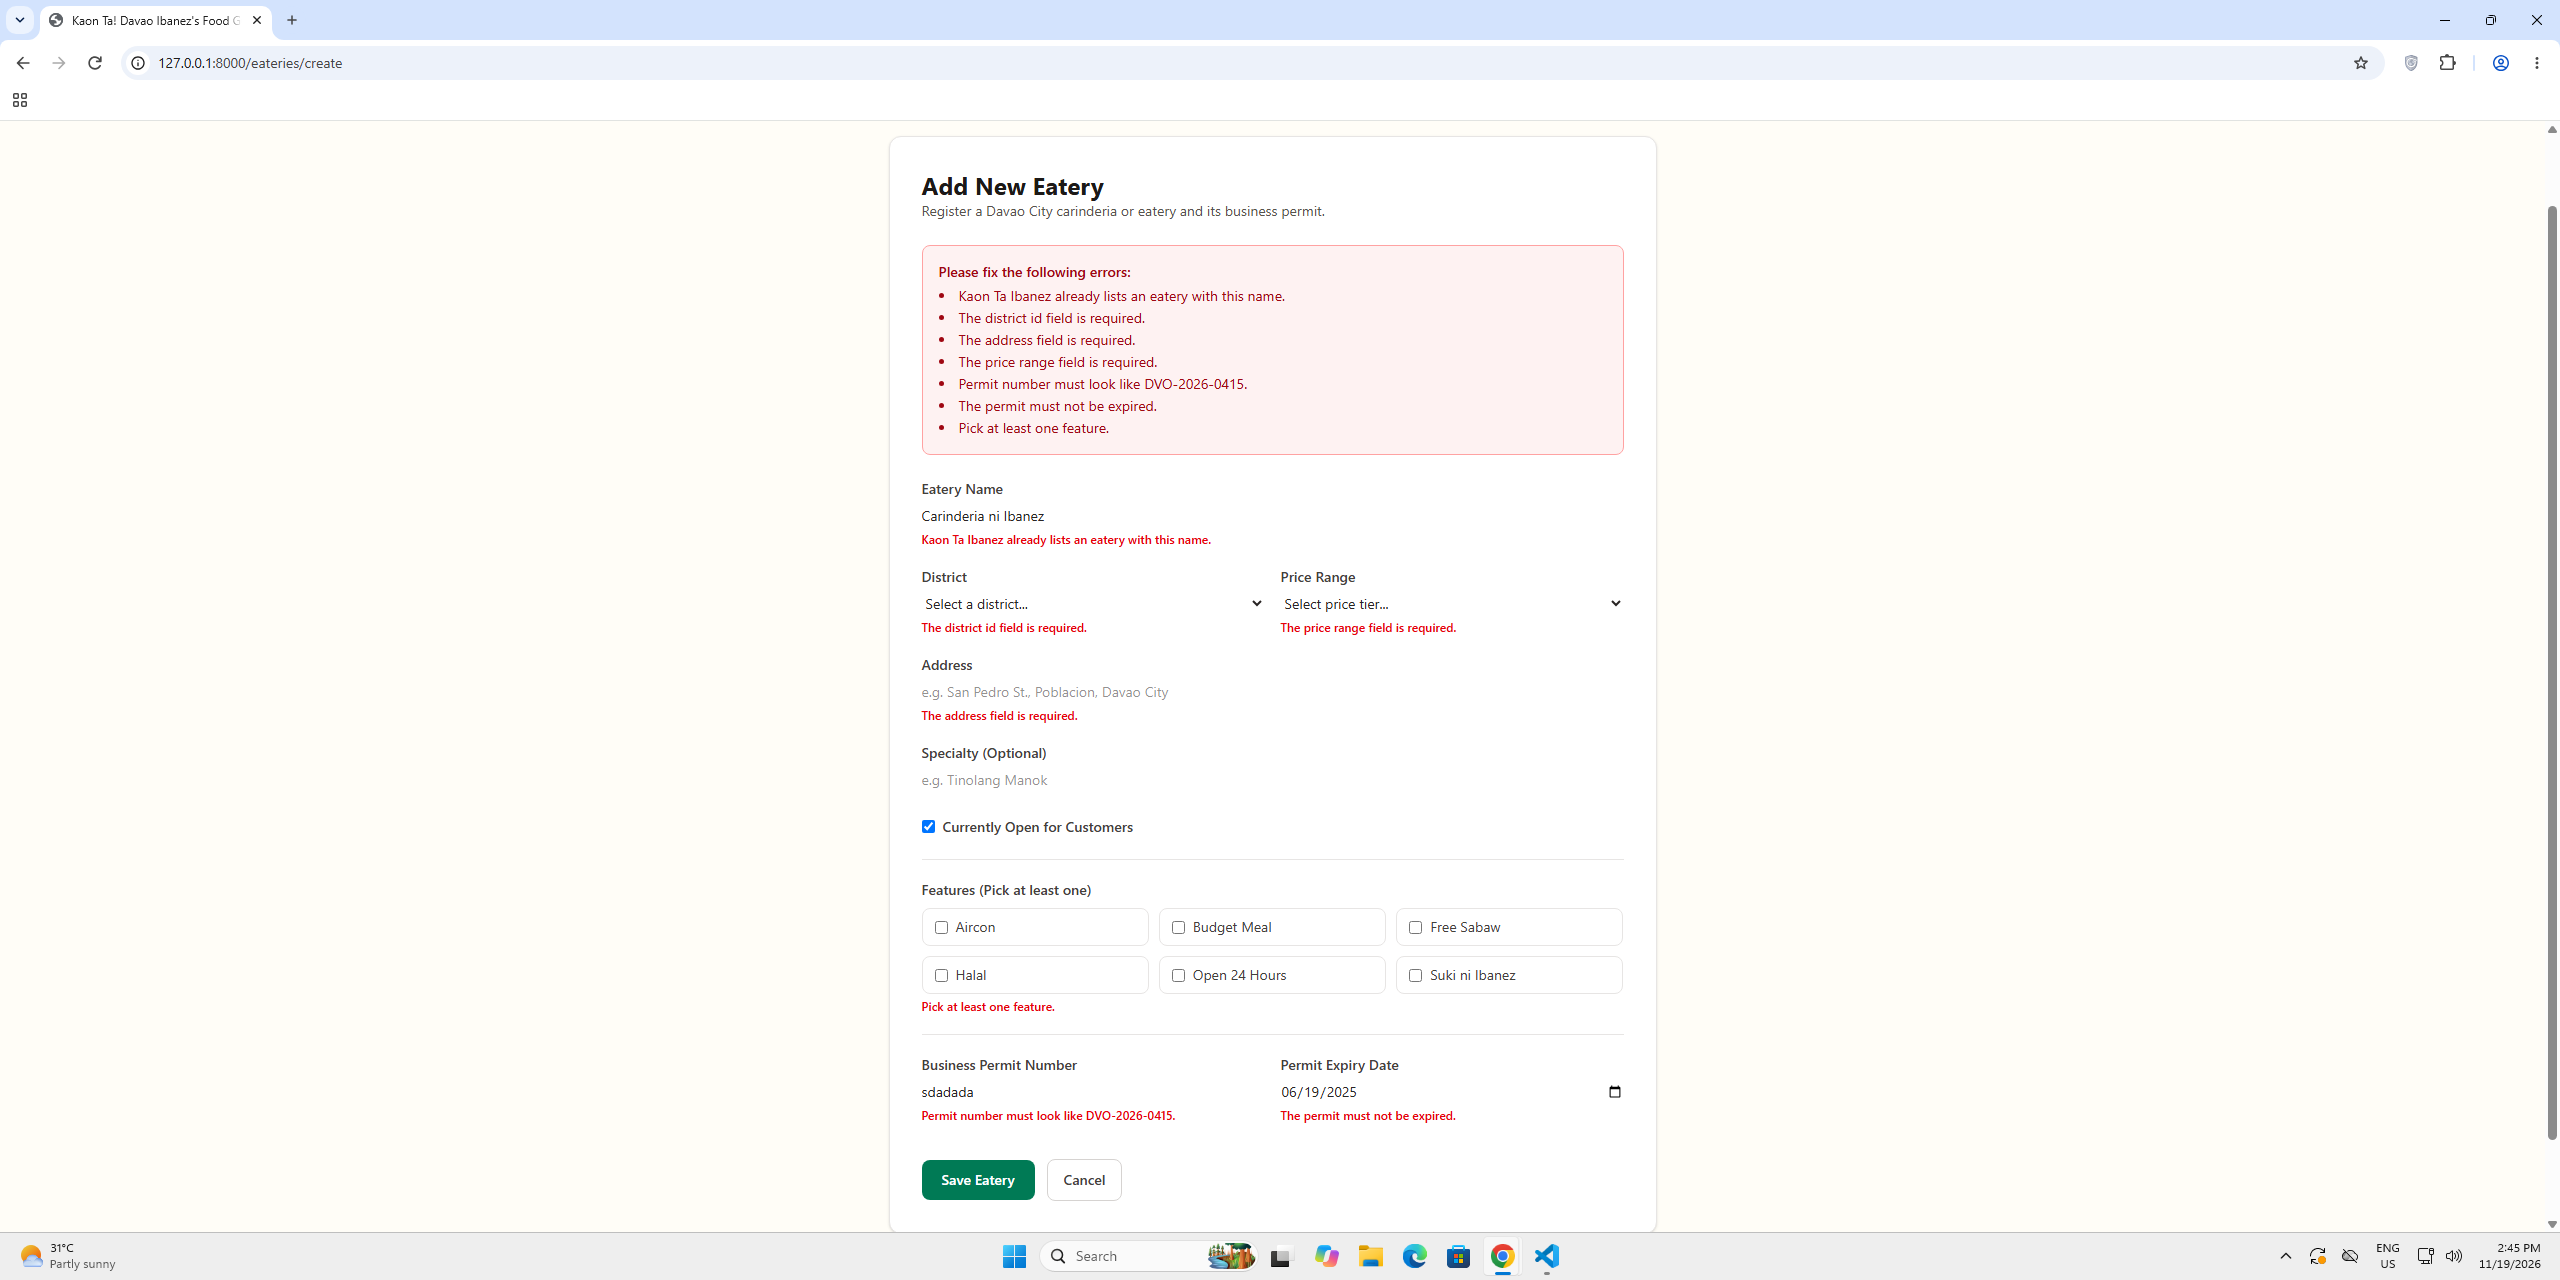 Kaon Ta! Davao Ibanez's Food G
127.0.0.1:8000/eateries/create
Add New Eatery
Register a Davao City carinderia or eatery and its business permit.
Please fix the following errors:
• Kaon Ta Ibanez already lists an eatery with this name.
• The district id field is required.
• The address field is required.
• The price range field is required.
• Permit number must look like DVO-2026-0415.
• The permit must not be expired.
• Pick at least one feature.
Eatery Name
Carinderia ni Ibanez
Kaon Ta Ibanez already lists an eatery with this name.
District Price Range
Select a district... Select price tier...
The district id field is required. The price range field is required.
Address
e.g. San Pedro St., Poblacion, Davao City
The address field is required.
Specialty (Optional)
e.g. Tinolang Manok
Currently Open for Customers
Features (Pick at least one)
Aircon Budget Meal Free Sabaw
Halal Open 24 Hours Suki ni Ibanez
Pick at least one feature.
Business Permit Number Permit Expiry Date
sdadada 06/19/2025
Permit number must look like DVO-2026-0415. The permit must not be expired.
Save Eatery Cancel
31°C
Partly sunny
Search
ENG
US
2:45 PM
11/19/2026